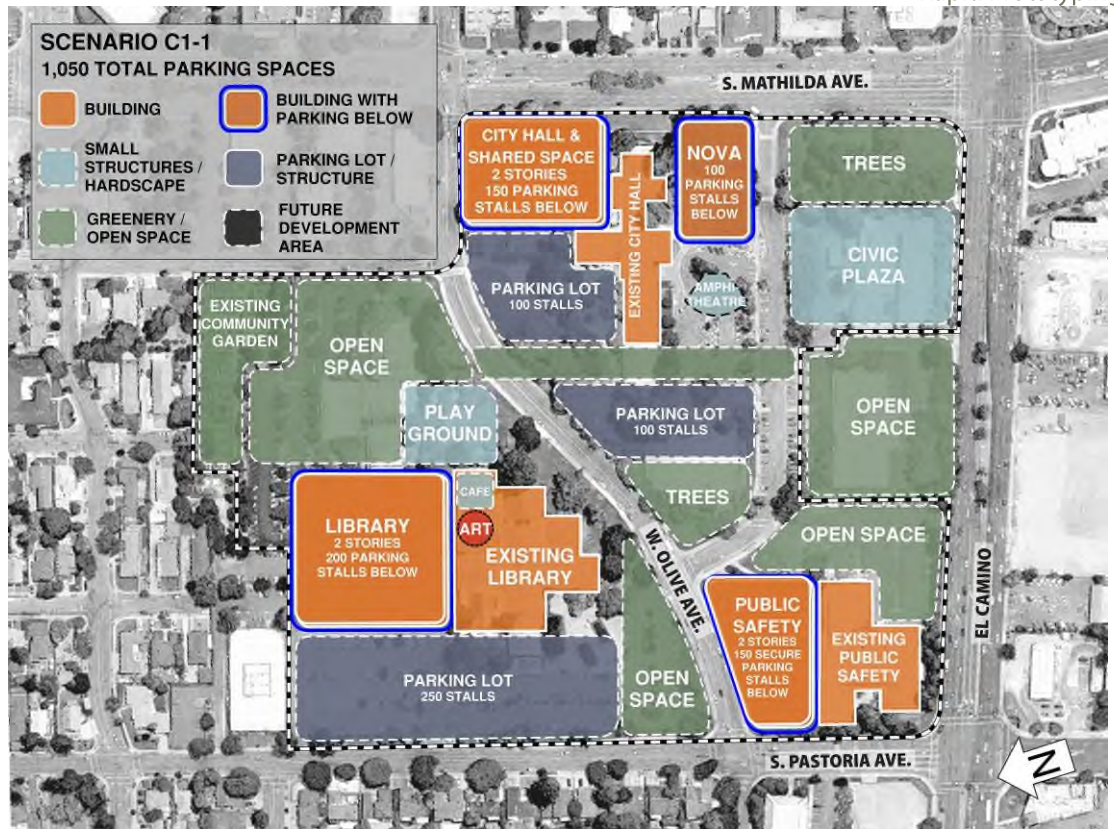 SCENARIO C1-1
1,050 TOTAL PARKING SPACES
BUILDING
BUILDING WITH
PARKING BELOW
SMALL
STRUCTURES /
HARDSCAPE
PARKING LOT /
STRUCTURE
GREENERY /
OPEN SPACE
FUTURE
DEVELOPMENT
AREA
S. MATHILDA AVE.
CITY HALL &
SHARED SPACE
2 STORIES
150 PARKING
STALLS BELOW
NOVA
100
PARKING
STALLS
BELOW
TREES
EXISTING CITY HALL
CIVIC
PLAZA
AMPHI
THEATRE
PARKING LOT
100 STALLS
EXISTING
COMMUNITY
GARDEN
OPEN
SPACE
PLAY
GROUND
PARKING LOT
100 STALLS
OPEN
SPACE
TREES
CAFE
ART
LIBRARY
2 STORIES
200 PARKING
STALLS BELOW
EXISTING
LIBRARY
W. OLIVE AVE.
OPEN SPACE
EL CAMINO
PUBLIC
SAFETY
2 STORIES
150 SECURE
PARKING
STALLS
BELOW
EXISTING
PUBLIC
SAFETY
PARKING LOT
250 STALLS
OPEN
SPACE
S. PASTORIA AVE.
N